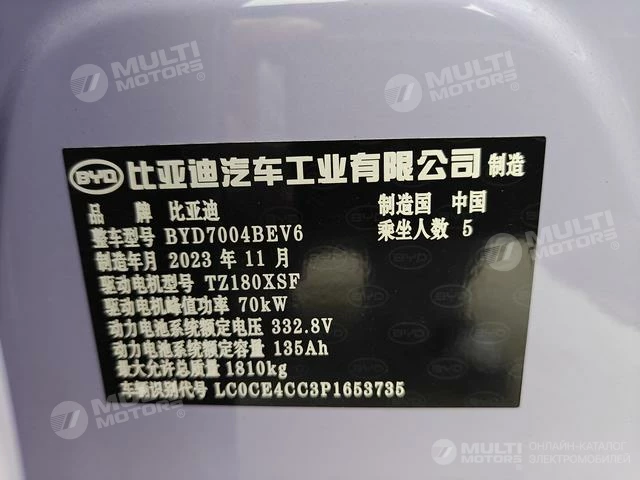 MULTI MOTORS
MULTI MOTORS
BYD 比亚迪汽车工业有限公司 制造
品 牌 比亚迪 制造国 中国
整车型号 BYD7004BEV6 乘坐人数 5
制造年月 2023 年 11 月
驱动电机型号 TZ180XSF
驱动电机峰值功率 70kW
动力电池系统额定电压 332.8V
动力电池系统额定容量 135Ah
最大允许总质量 1810kg
车辆识别代号 LC0CE4CC3P1653735
MULTI MOTORS
MULTI MOTORS ОНЛАЙН-КАТАЛОГ ЭЛЕКТРОМОБИЛЕЙ